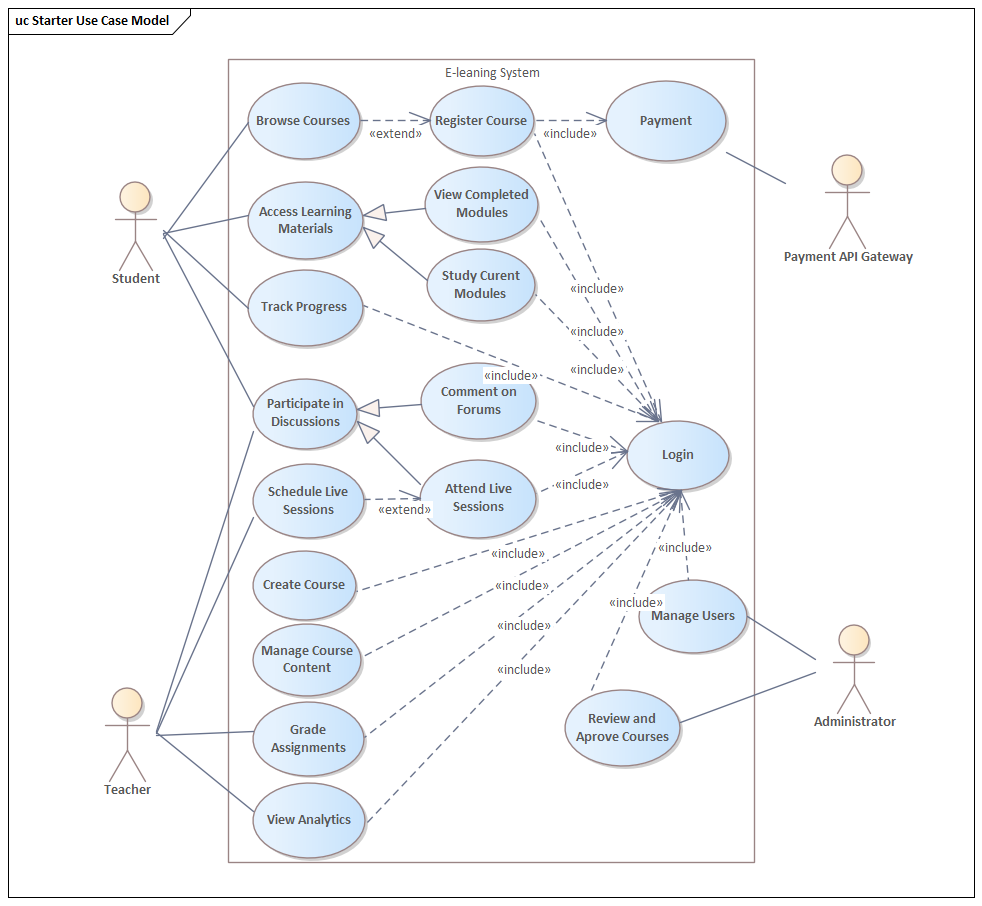 uc Starter Use Case Model
E-leaning System
Browse Courses
«extend»
Register Course
«include»
Payment
Student
Payment API Gateway
Access Learning
Materials
View Completed
Modules
Study Curent
Modules
«include»
«include»
Track Progress
«include»
«include»
Participate in
Discussions
Comment on
Forums
«include»
Login
Schedule Live
Sessions
«extend»
Attend Live
Sessions
«include»
Create Course
«include»
«include»
Manage Course
Content
«include»
«include»
Manage Users
«include»
Grade
Assignments
«include»
Review and
Aprove Courses
Administrator
Teacher
View Analytics